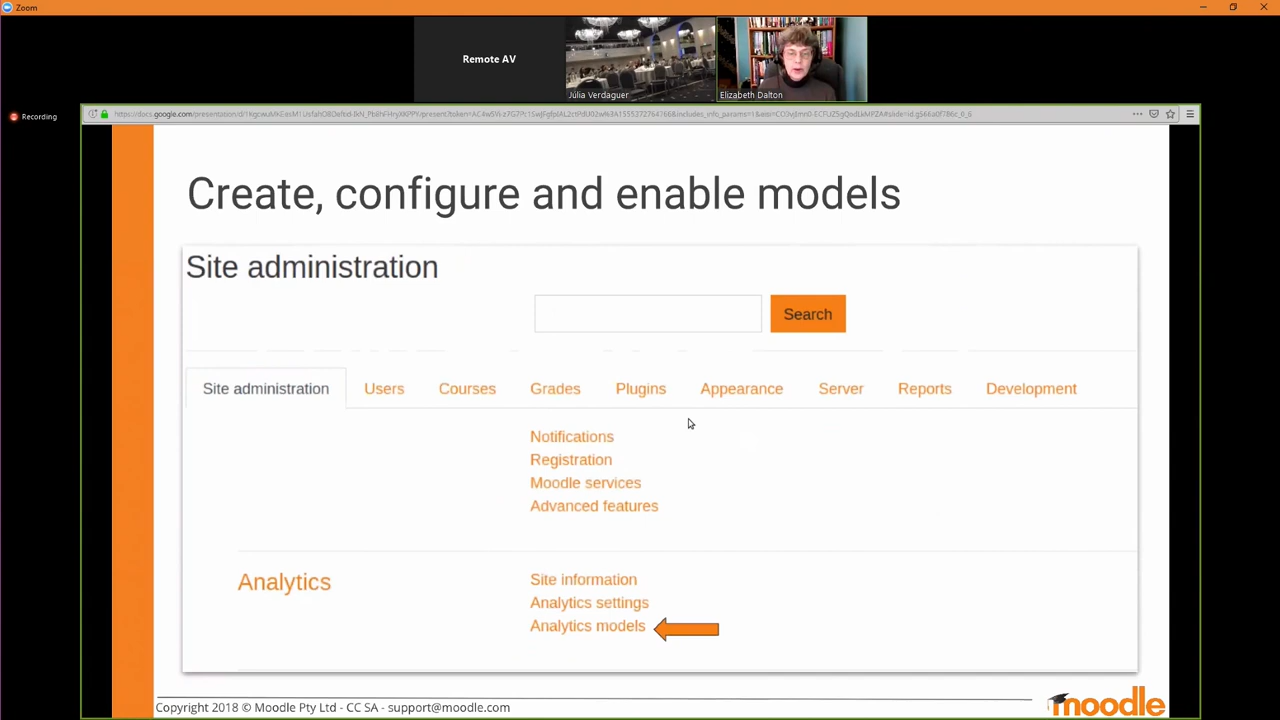 Zoom
Remote AV
Júlia Verdaguer
Elizabeth Dalton
Recording
Create, configure and enable models
Site administration
Search
Site administration Users Courses Grades Plugins Appearance Server Reports Development
Notifications
Registration
Moodle services
Advanced features
Analytics
Site information
Analytics settings
Analytics models
Copyright 2018 © Moodle Pty Ltd - CC SA - support@moodle.com
moodle